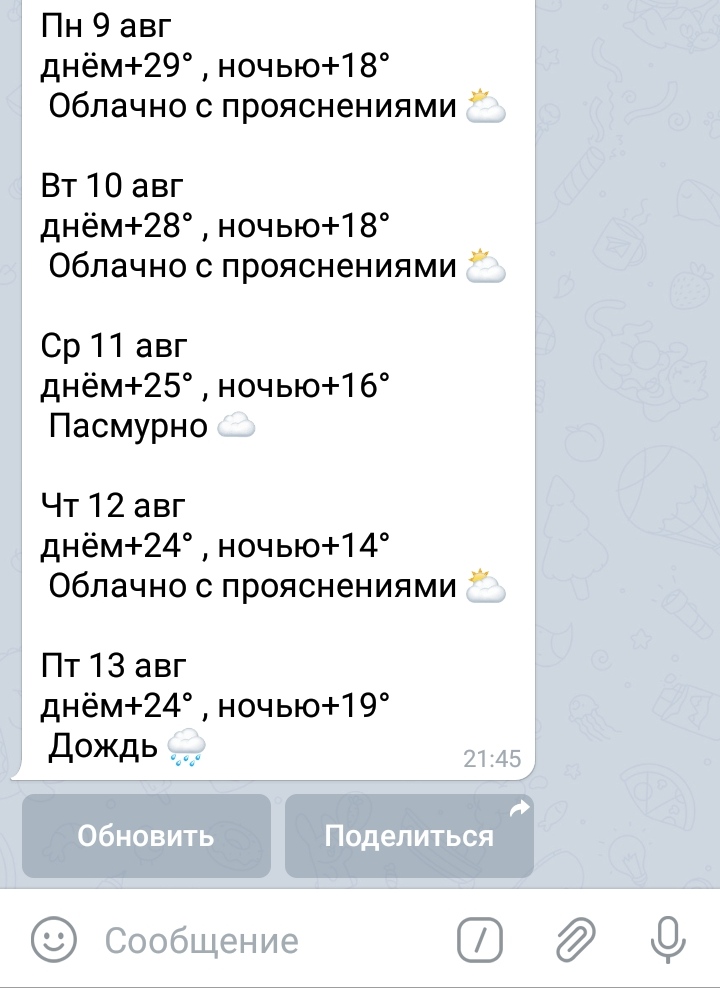 Пн 9 авг
днём+29° , ночью+18°
Облачно с прояснениями 🌥
Вт 10 авг
днём+28° , ночью+18°
Облачно с прояснениями 🌥
Ср 11 авг
днём+25° , ночью+16°
Пасмурно ☁️
Чт 12 авг
днём+24° , ночью+14°
Облачно с прояснениями 🌥
Пт 13 авг
днём+24° , ночью+19°
Дождь 🌧
21:45
Обновить
Поделиться
Сообщение